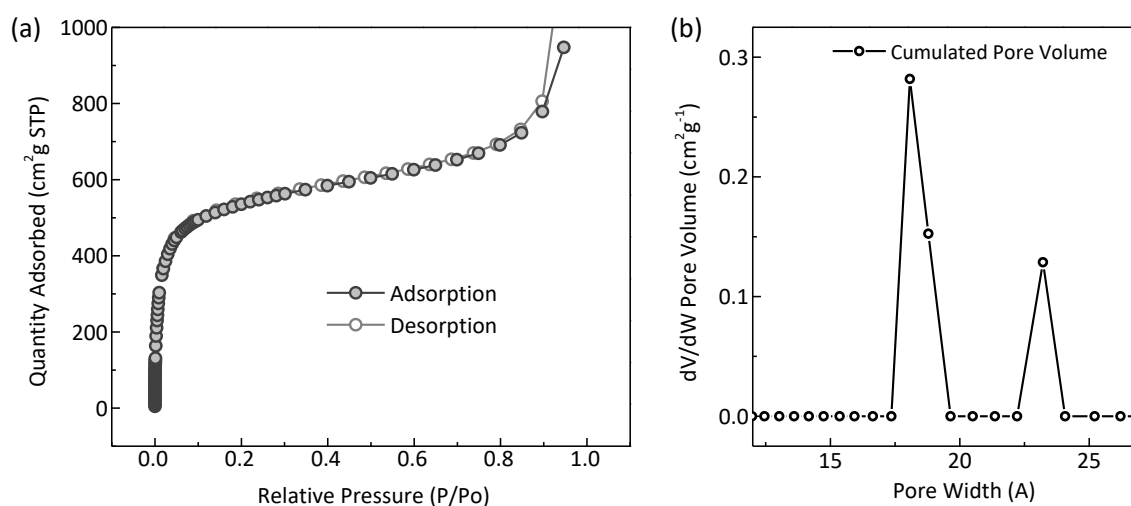 (a)
1000
800
600
400
200
0
Quantity Adsorbed (cm²g STP)
Adsorption
Desorption
0.0 0.2 0.4 0.6 0.8 1.0
Relative Pressure (P/Po)
(b)
Cumulated Pore Volume
0.3
0.2
0.1
0.0
dV/dW Pore Volume (cm²g⁻¹)
15 20 25
Pore Width (A)